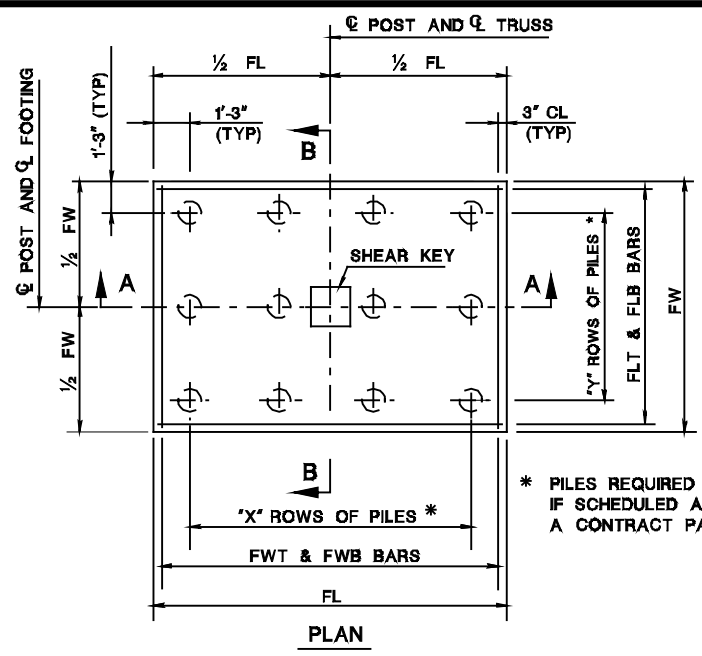 ℄ POST AND ℄ TRUSS
½ FL
½ FL
1'-3"
(TYP)
3" CL
(TYP)
1'-3" (TYP)
℄ POST AND ℄ FOOTING
B
½ FW
SHEAR KEY
A
A
½ FW
"Y" ROWS OF PILES *
FLT & FLB BARS
FW
B
"X" ROWS OF PILES *
* PILES REQUIRED
IF SCHEDULED
A CONTRACT
FWT & FWB BARS
FL
PLAN